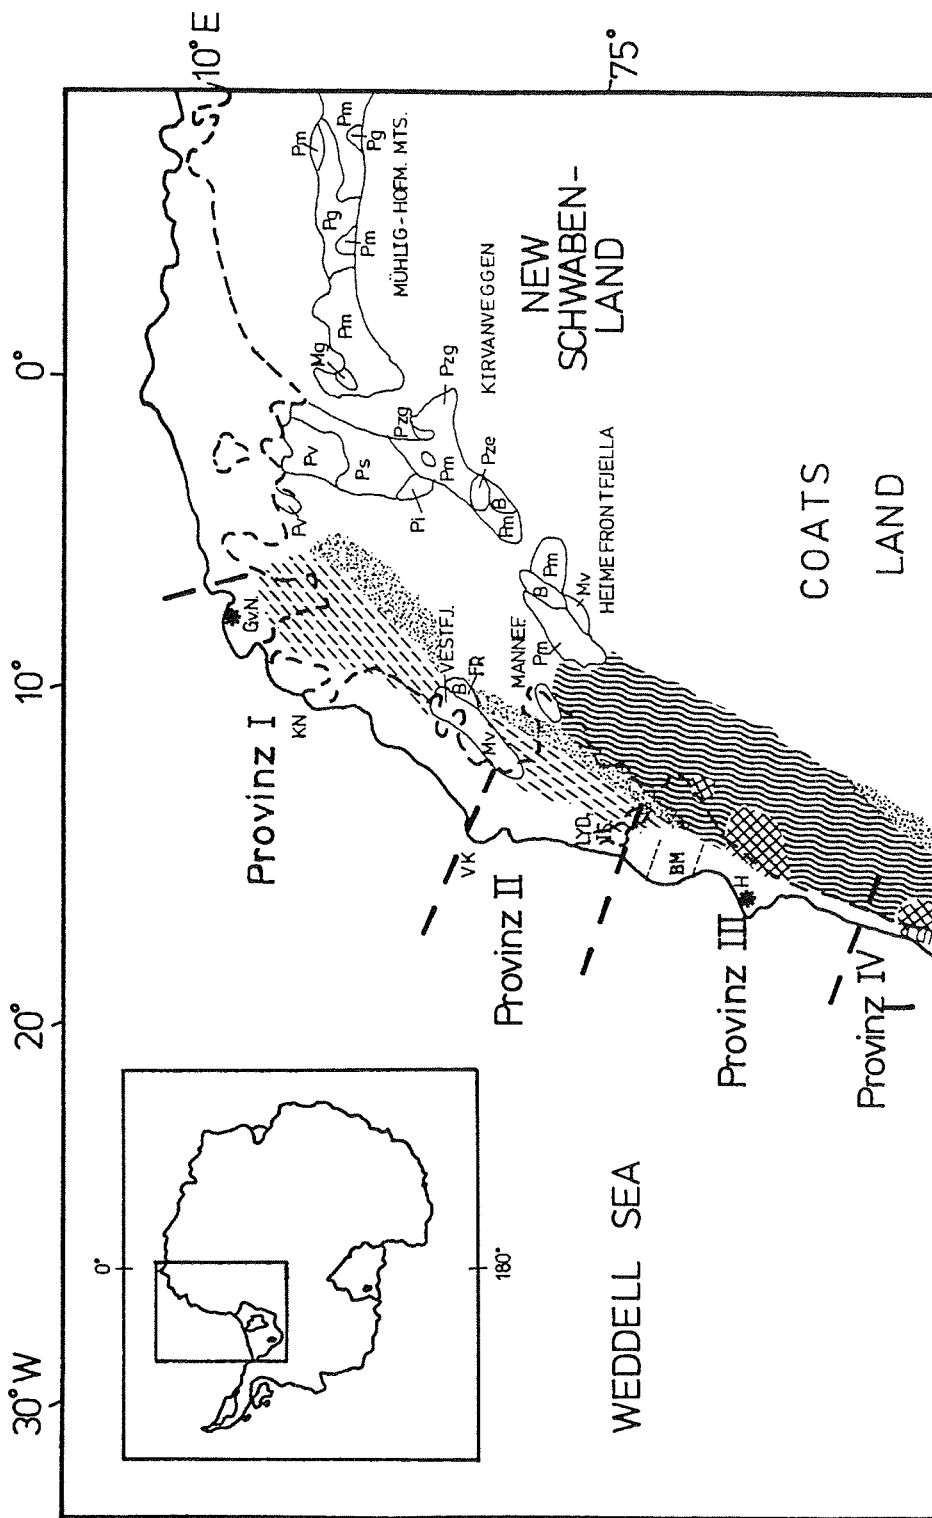 30°W
20°
10°
0°
10°E
75°
0°
180°
WEDDELL SEA
Provinz I
Provinz II
Provinz III
Provinz IV
KN
GvN.
VK
LYD.
BM
H
VESTFJ.
B
FR
Mv
MANNEF.
Pm
B
Pm
Mv
HEIMEFRONTFJELLA
Pv
Pv
Ps
Pi
Pzg
Pzg
Pm
Pze
B
Pm
KIRVANVEGGEN
Mg
Pm
Pg
Pm
Pm
Pm
Pg
MÜHLIG-HOFM. MTS.
NEW
SCHWABEN-
LAND
COATS
LAND